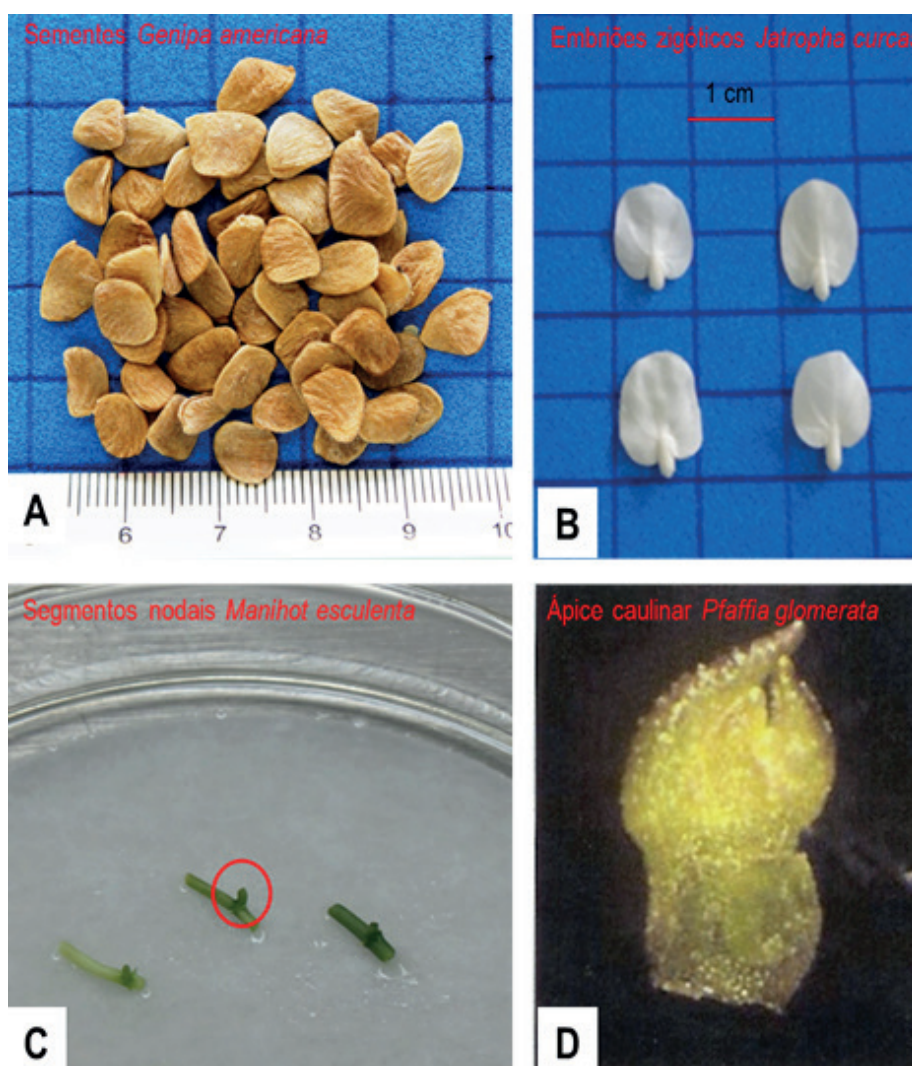 Sementes Genipa americana
Embriões zigóticos Jatropha curca
1 cm
A
6 7 8 9 10
B
Segmentos nodais Manihot esculenta
Ápice caulinar Pfaffia glomerata
C
D